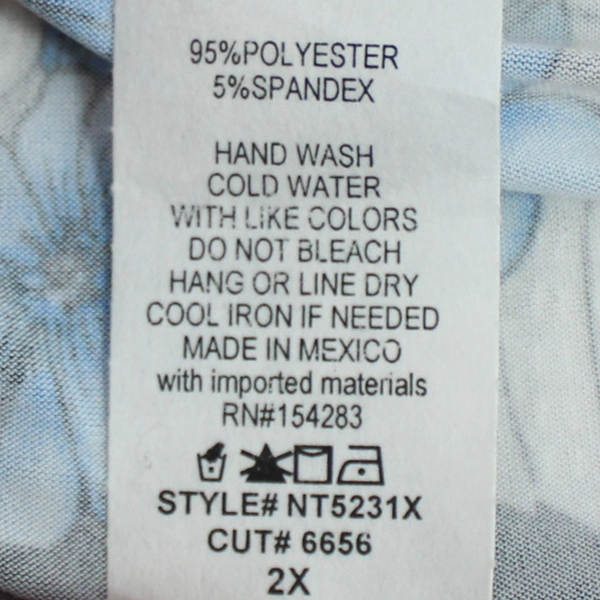 95%POLYESTER
5%SPANDEX
HAND WASH
COLD WATER
WITH LIKE COLORS
DO NOT BLEACH
HANG OR LINE DRY
COOL IRON IF NEEDED
MADE IN MEXICO
with imported materials
RN#154283
STYLE# NT5231X
CUT# 6656
2X